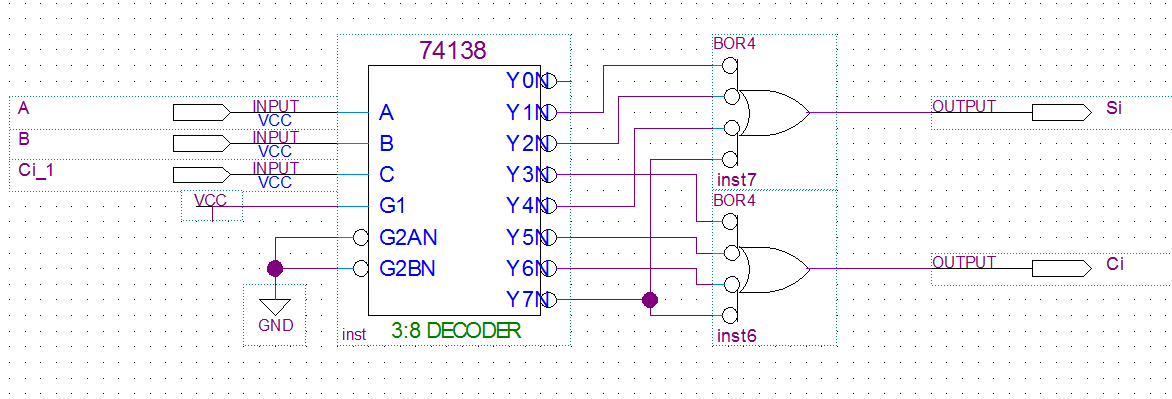 74138
BOR4
Y0N
A
INPUT
VCC
A
Y1N
OUTPUT
Si
B
INPUT
VCC
B
Y2N
Ci_1
INPUT
VCC
C
Y3N
inst7
VCC
G1
Y4N
BOR4
G2AN
Y5N
G2BN
Y6N
OUTPUT
Ci
Y7N
GND
inst
3:8 DECODER
inst6